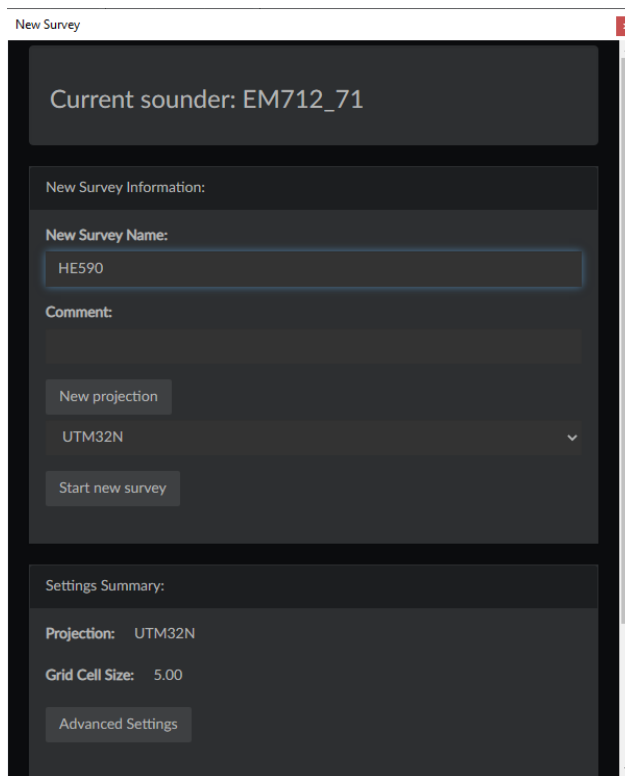 New Survey
Current sounder: EM712_71
New Survey Information:
New Survey Name:
HE590
Comment:
New projection
UTM32N
Start new survey
Settings Summary:
Projection: UTM32N
Grid Cell Size: 5.00
Advanced Settings